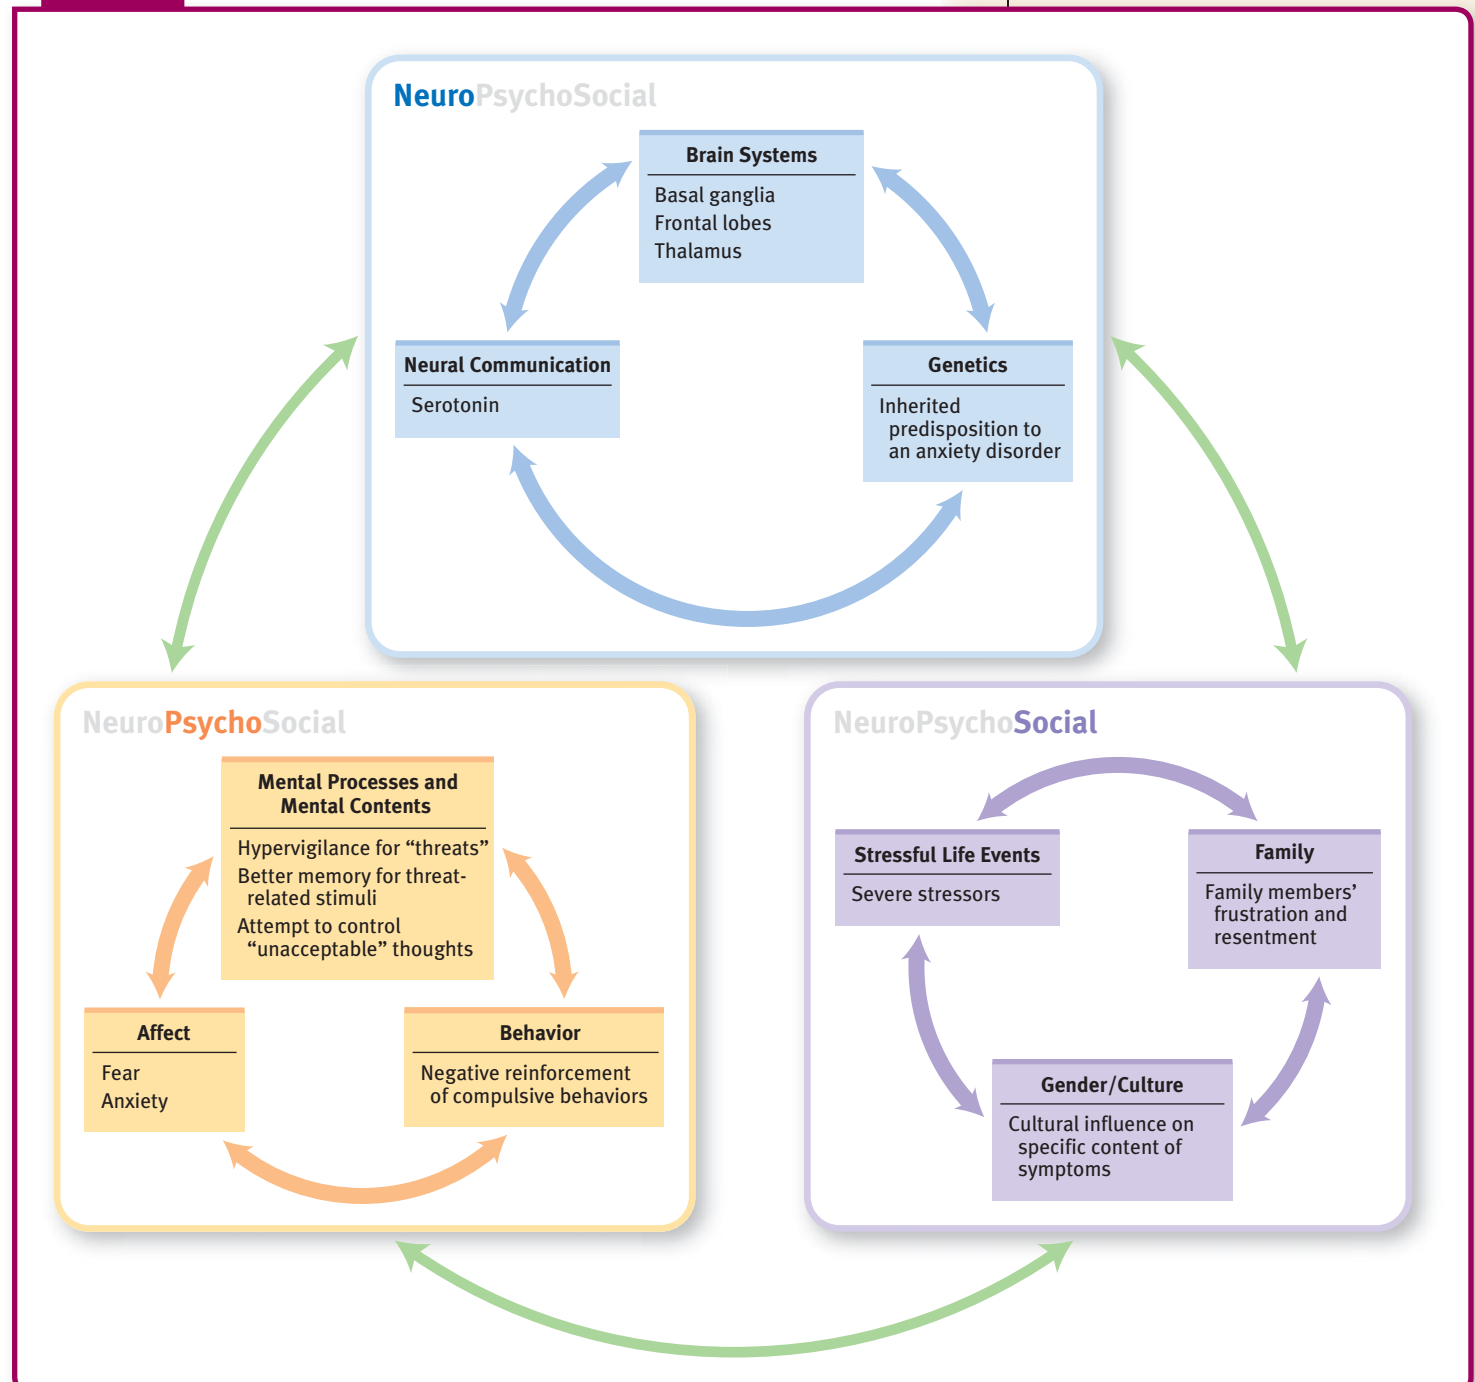 NeuroPsychoSocial
Brain Systems
Basal ganglia
Frontal lobes
Thalamus
Neural Communication
Serotonin
Genetics
Inherited
predisposition to
an anxiety disorder
NeuroPsychoSocial
Mental Processes and
Mental Contents
Hypervigilance for “threats”
Better memory for threat-
related stimuli
Attempt to control
“unacceptable” thoughts
Affect
Fear
Anxiety
Behavior
Negative reinforcement
of compulsive behaviors
NeuroPsychoSocial
Stressful Life Events
Severe stressors
Family
Family members’
frustration and
resentment
Gender/Culture
Cultural influence on
specific content of
symptoms